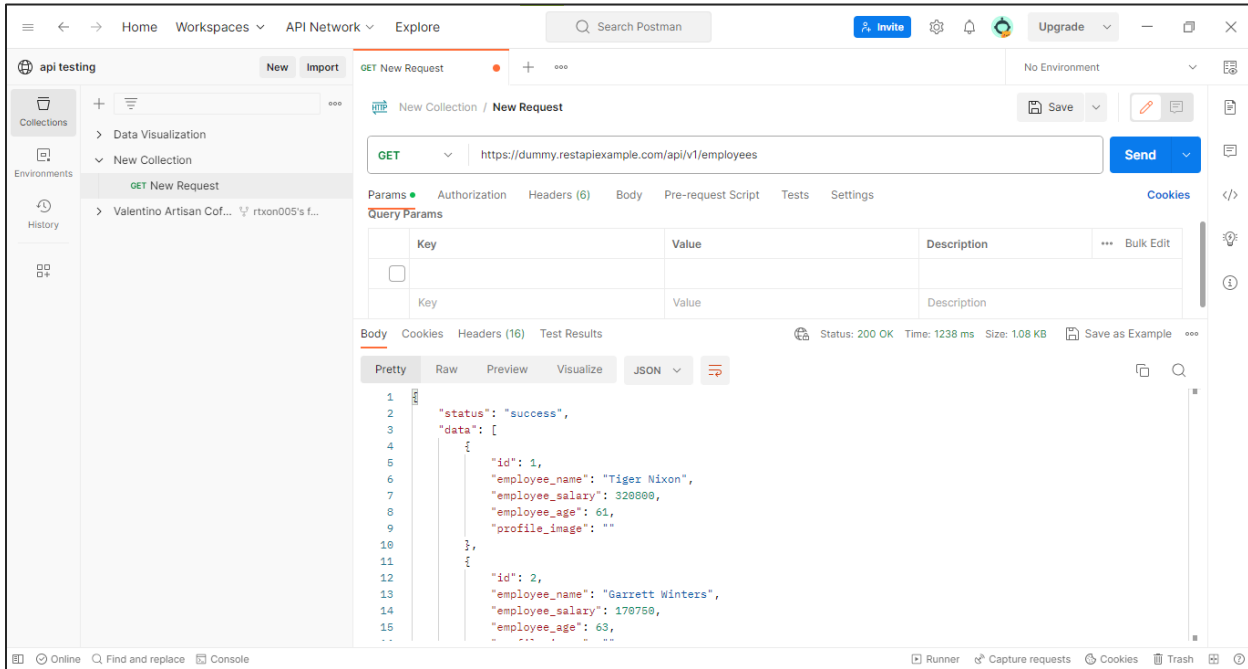 Home Workspaces API Network Explore Search Postman Invite Upgrade
api testing New Import GET New Request No Environment
Collections
Environments
History
Data Visualization
New Collection
GET New Request
Valentino Artisan Cof... rtxon005's f...
HTTP New Collection / New Request Save
GET https://dummy.restapiexample.com/api/v1/employees Send
Params Authorization Headers (6) Body Pre-request Script Tests Settings Cookies
Query Params
Key Value Description Bulk Edit
Key Value Description
Body Cookies Headers (16) Test Results Status: 200 OK Time: 1238 ms Size: 1.08 KB Save as Example
Pretty Raw Preview Visualize JSON
1 {
2 "status": "success",
3 "data": [
4 {
5 "id": 1,
6 "employee_name": "Tiger Nixon",
7 "employee_salary": 320800,
8 "employee_age": 61,
9 "profile_image": ""
10 },
11 {
12 "id": 2,
13 "employee_name": "Garrett Winters",
14 "employee_salary": 170750,
15 "employee_age": 63,
Online Find and replace Console Runner Capture requests Cookies Trash